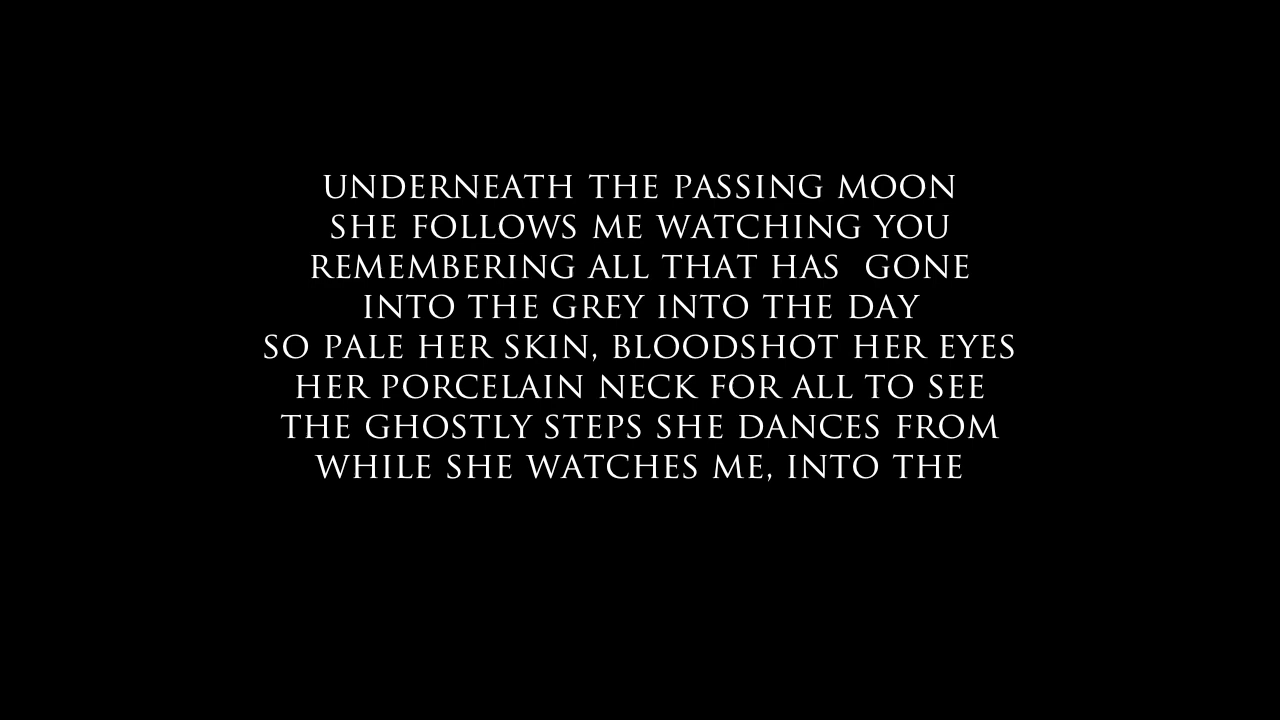 UNDERNEATH THE PASSING MOON
SHE FOLLOWS ME WATCHING YOU
REMEMBERING ALL THAT HAS  GONE
INTO THE GREY INTO THE DAY
SO PALE HER SKIN, BLOODSHOT HER EYES
HER PORCELAIN NECK FOR ALL TO SEE
THE GHOSTLY STEPS SHE DANCES FROM
WHILE SHE WATCHES ME, INTO THE